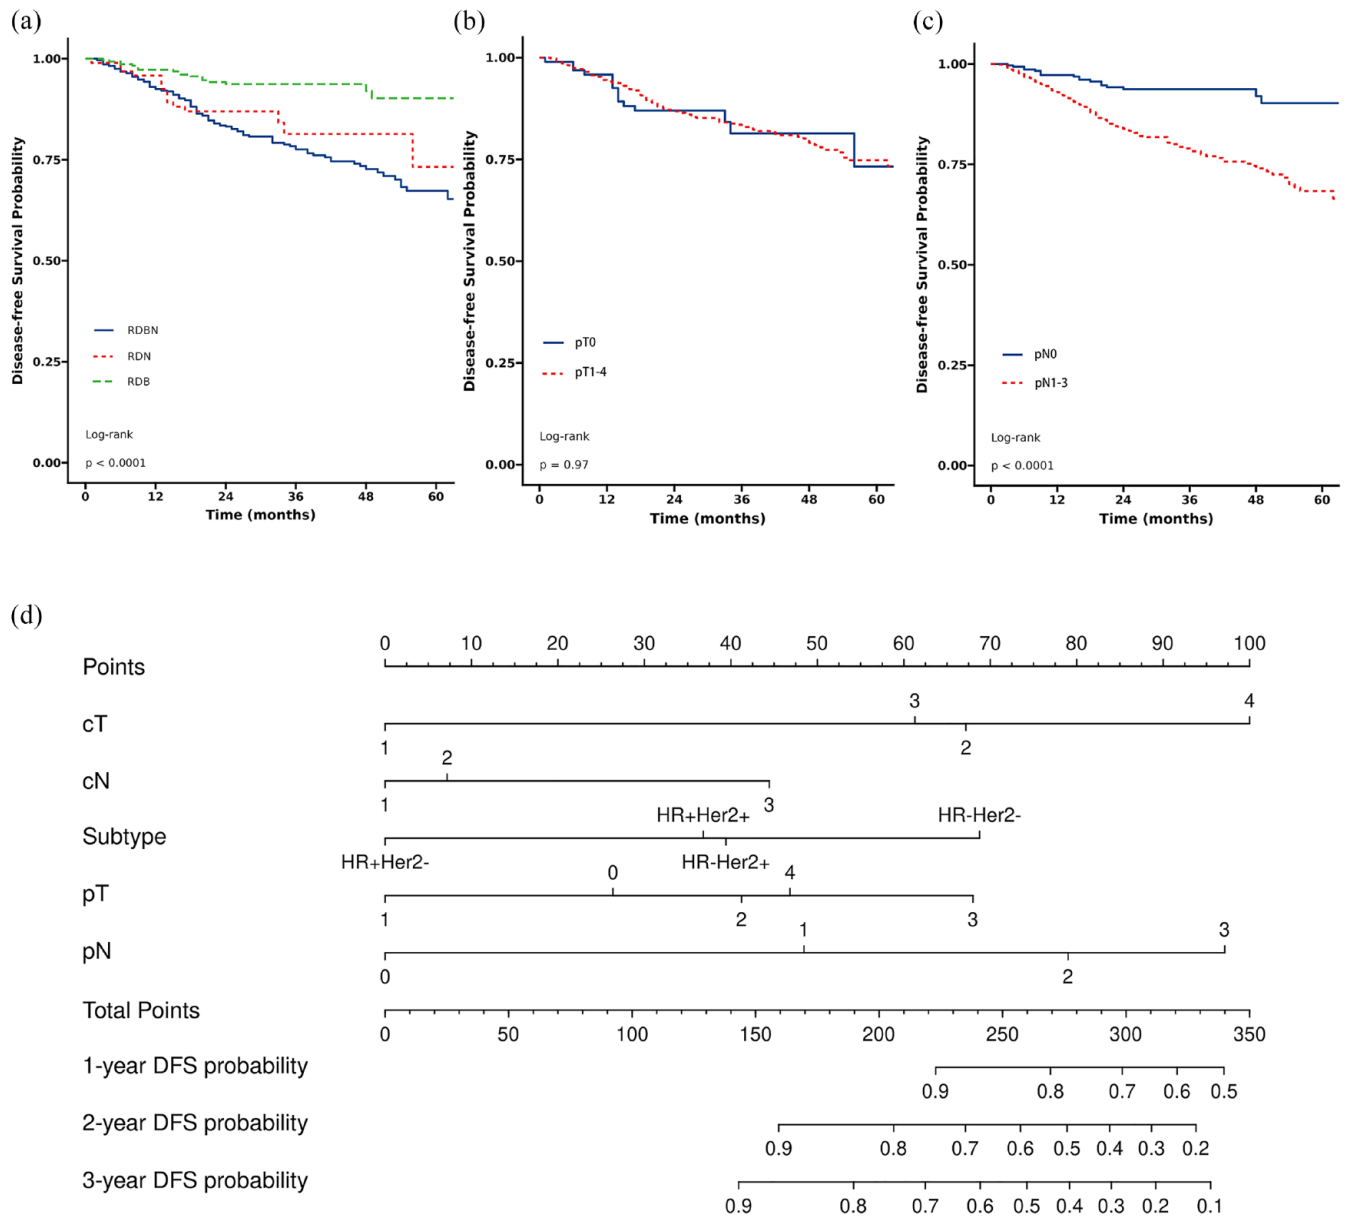 (a)
1.00
0.75
0.50
0.25
0.00
Disease-free Survival Probability
RDBN
RDN
RDB
Log-rank
p < 0.0001
0 12 24 36 48 60
Time (months)
(b)
1.00
0.75
0.50
0.25
0.00
Disease-free Survival Probability
pT0
pT1-4
Log-rank
p = 0.97
0 12 24 36 48 60
Time (months)
(c)
1.00
0.75
0.50
0.25
0.00
Disease-free Survival Probability
pN0
pN1-3
Log-rank
p < 0.0001
0 12 24 36 48 60
Time (months)
(d)
0 10 20 30 40 50 60 70 80 90 100
Points
3 4
cT
1 2
2
cN
1 3
HR+Her2+ HR-Her2-
Subtype
HR+Her2- HR-Her2+
0 4
pT
1 2 3
1 3
pN
0 2
Total Points
0 50 100 150 200 250 300 350
1-year DFS probability
0.9 0.8 0.7 0.6 0.5
2-year DFS probability
0.9 0.8 0.7 0.6 0.5 0.4 0.3 0.2
3-year DFS probability
0.9 0.8 0.7 0.6 0.5 0.4 0.3 0.2 0.1